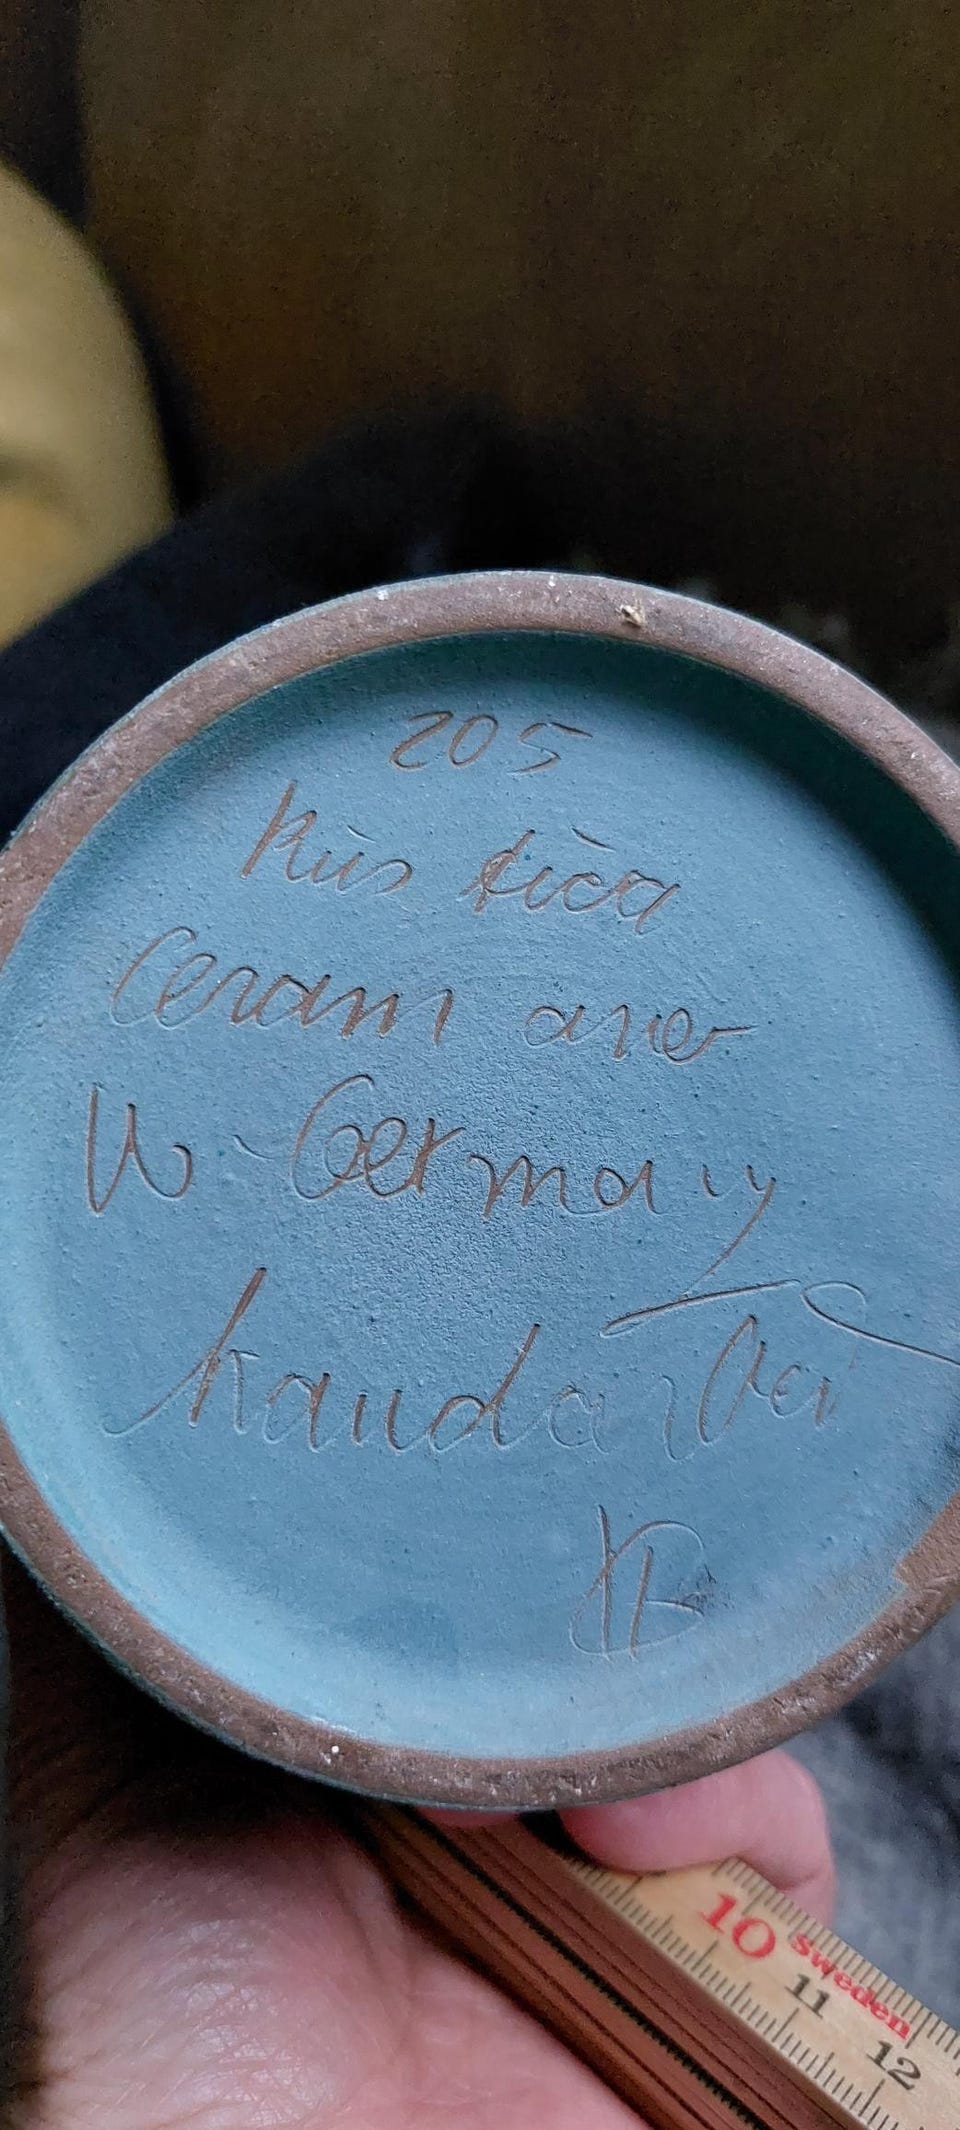 205
Rustica
Ceramano
W-Germany
Handarbeit
10 sweden 11 12